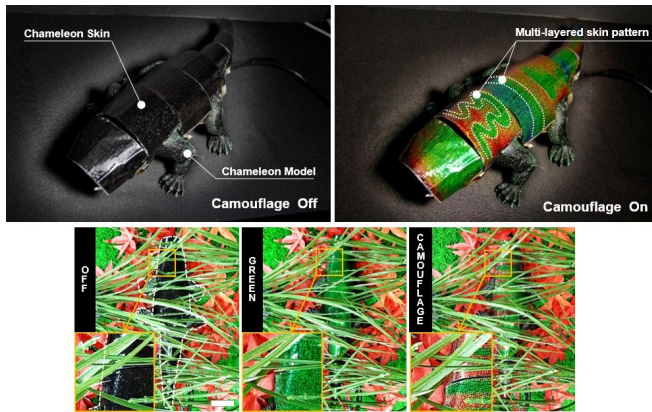 Chameleon Skin
Chameleon Model
Camouflage Off
Multi-layered skin pattern
Camouflage On
OFF
GREEN
CAMOUFLAGE